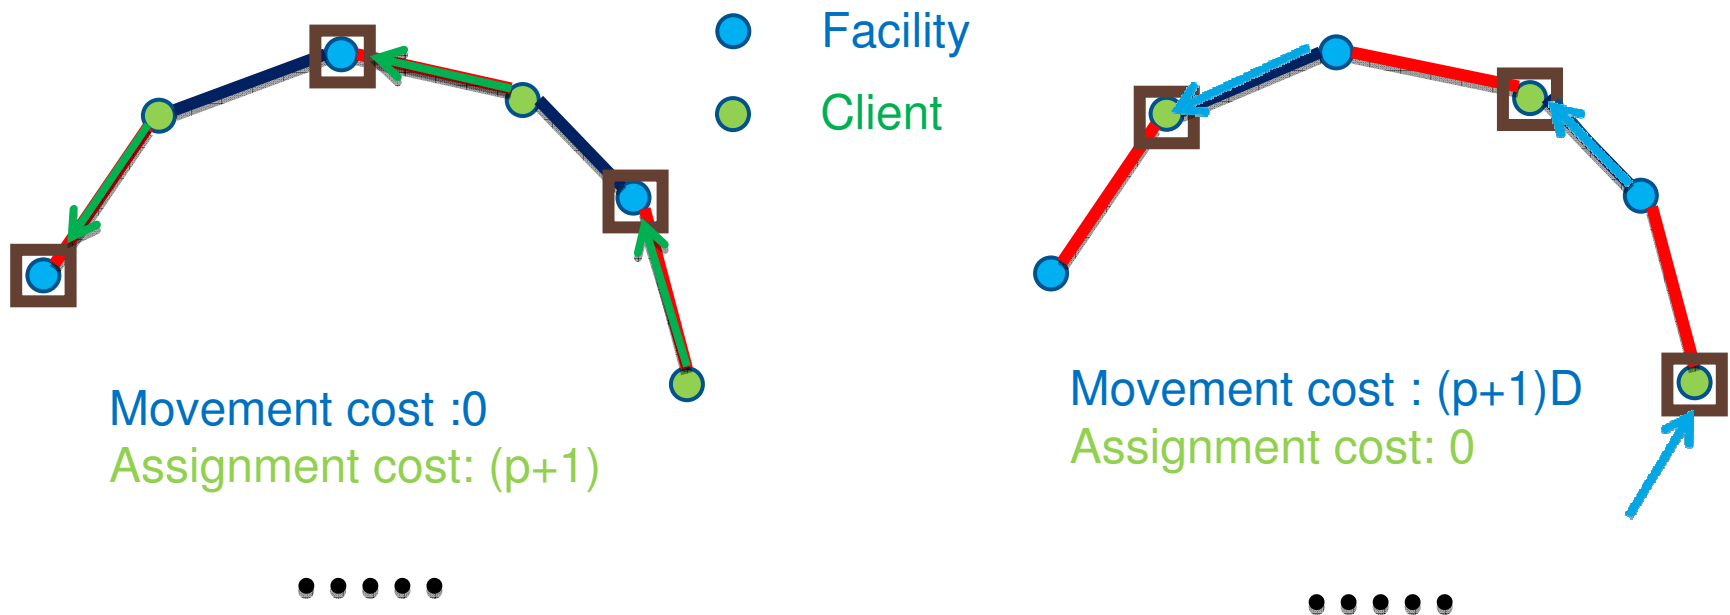 Facility
Client
Movement cost :0
Assignment cost: (p+1)
Movement cost : (p+1)D
Assignment cost: 0
.....
.....